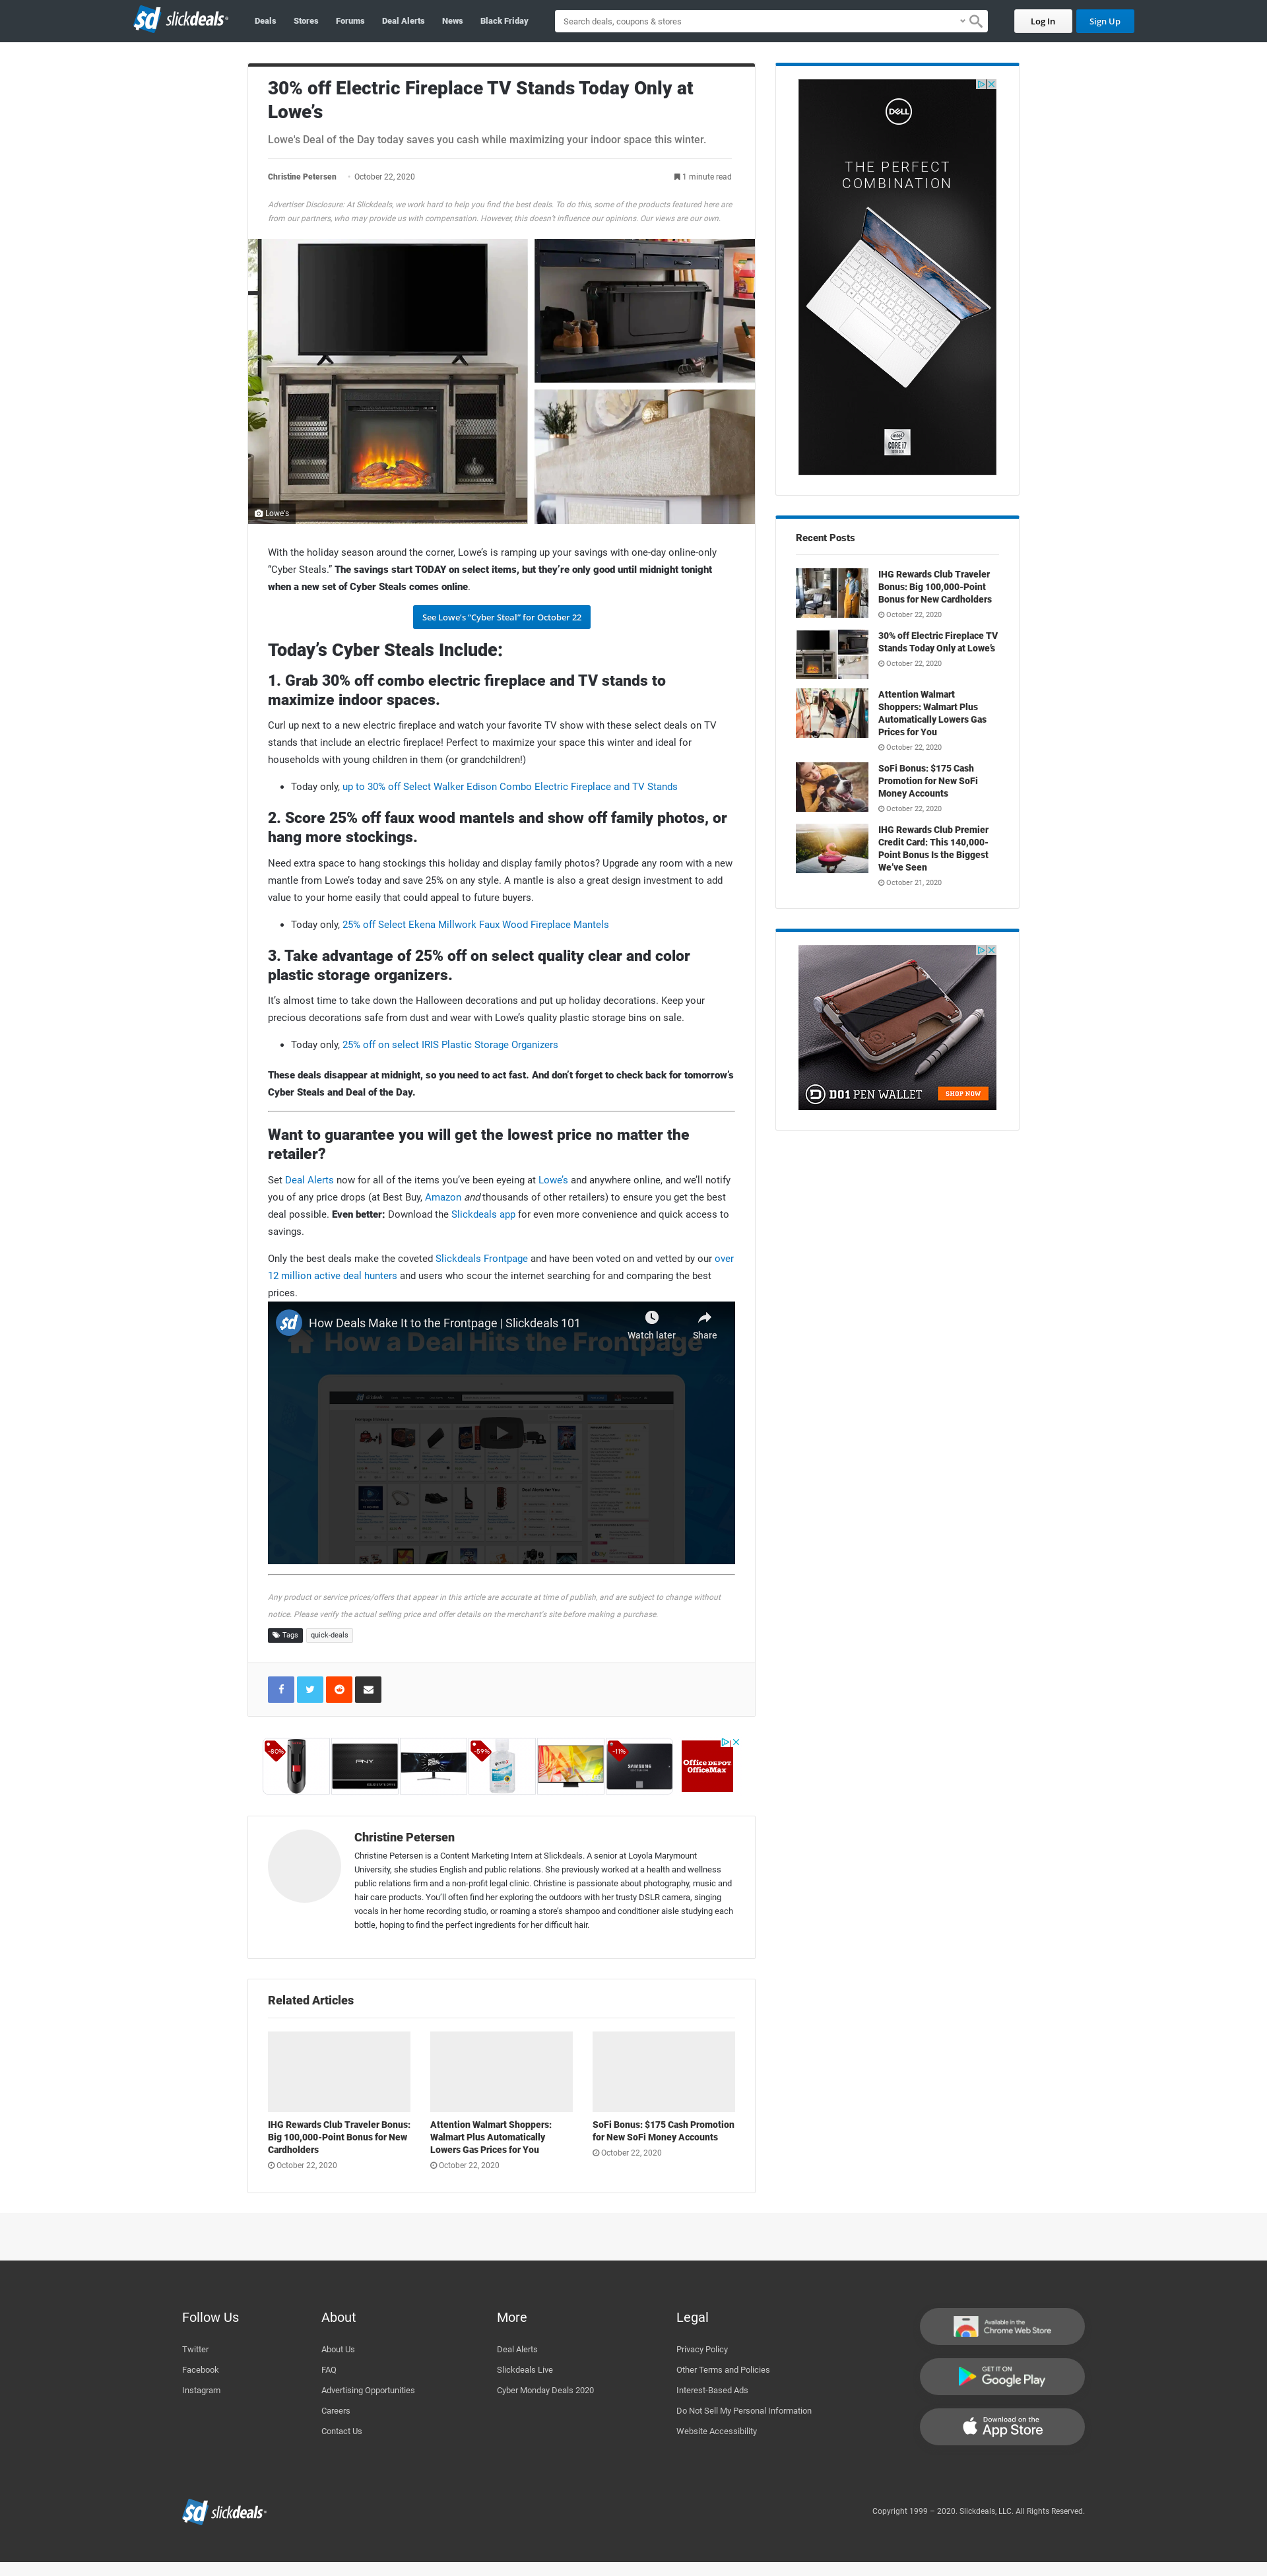 slickdeals
Deals
Stores
Forums
Deal Alerts
News
Black Friday
Search deals, coupons & stores
Log In
Sign Up
30% off Electric Fireplace TV Stands Today Only at
Lowe’s
Lowe's Deal of the Day today saves you cash while maximizing your indoor space this winter.
Christine Petersen
October 22, 2020
1 minute read
Advertiser Disclosure: At Slickdeals, we work hard to help you find the best deals. To do this, some of the products featured here are
from our partners, who may provide us with compensation. However, this doesn’t influence our opinions. Our views are our own.
Lowe's
With the holiday season around the corner, Lowe’s is ramping up your savings with one-day online-only
“Cyber Steals.” The savings start TODAY on select items, but they’re only good until midnight tonight
when a new set of Cyber Steals comes online.
See Lowe’s “Cyber Steal” for October 22
Today’s Cyber Steals Include:
1. Grab 30% off combo electric fireplace and TV stands to
maximize indoor spaces.
Curl up next to a new electric fireplace and watch your favorite TV show with these select deals on TV
stands that include an electric fireplace! Perfect to maximize your space this winter and ideal for
households with young children in them (or grandchildren!)
• Today only, up to 30% off Select Walker Edison Combo Electric Fireplace and TV Stands
2. Score 25% off faux wood mantels and show off family photos, or
hang more stockings.
Need extra space to hang stockings this holiday and display family photos? Upgrade any room with a new
mantle from Lowe’s today and save 25% on any style. A mantle is also a great design investment to add
value to your home easily that could appeal to future buyers.
• Today only, 25% off Select Ekena Millwork Faux Wood Fireplace Mantels
3. Take advantage of 25% off on select quality clear and color
plastic storage organizers.
It’s almost time to take down the Halloween decorations and put up holiday decorations. Keep your
precious decorations safe from dust and wear with Lowe’s quality plastic storage bins on sale.
• Today only, 25% off on select IRIS Plastic Storage Organizers
These deals disappear at midnight, so you need to act fast. And don’t forget to check back for tomorrow’s
Cyber Steals and Deal of the Day.
Want to guarantee you will get the lowest price no matter the
retailer?
Set Deal Alerts now for all of the items you’ve been eyeing at Lowe’s and anywhere online, and we’ll notify
you of any price drops (at Best Buy, Amazon and thousands of other retailers) to ensure you get the best
deal possible. Even better: Download the Slickdeals app for even more convenience and quick access to
savings.
Only the best deals make the coveted Slickdeals Frontpage and have been voted on and vetted by our over
12 million active deal hunters and users who scour the internet searching for and comparing the best
prices.
How Deals Make It to the Frontpage | Slickdeals 101
Watch later
Share
How a Deal Hits the Frontpage
Any product or service prices/offers that appear in this article are accurate at time of publish, and are subject to change without
notice. Please verify the actual selling price and offer details on the merchant's site before making a purchase.
Tags
quick-deals
-80%
PNY
-59%
-11%
SAMSUNG
Office DEPOT
OfficeMax
Christine Petersen
Christine Petersen is a Content Marketing Intern at Slickdeals. A senior at Loyola Marymount
University, she studies English and public relations. She previously worked at a health and wellness
public relations firm and a non-profit legal clinic. Christine is passionate about photography, music and
hair care products. You’ll often find her exploring the outdoors with her trusty DSLR camera, singing
vocals in her home recording studio, or roaming a store’s shampoo and conditioner aisle studying each
bottle, hoping to find the perfect ingredients for her difficult hair.
Related Articles
IHG Rewards Club Traveler Bonus:
Big 100,000-Point Bonus for New
Cardholders
October 22, 2020
Attention Walmart Shoppers:
Walmart Plus Automatically
Lowers Gas Prices for You
October 22, 2020
SoFi Bonus: $175 Cash Promotion
for New SoFi Money Accounts
October 22, 2020
DELL
THE PERFECT
COMBINATION
intel
CORE i7
10TH GEN
Recent Posts
IHG Rewards Club Traveler
Bonus: Big 100,000-Point
Bonus for New Cardholders
October 22, 2020
30% off Electric Fireplace TV
Stands Today Only at Lowe’s
October 22, 2020
Attention Walmart
Shoppers: Walmart Plus
Automatically Lowers Gas
Prices for You
October 22, 2020
SoFi Bonus: $175 Cash
Promotion for New SoFi
Money Accounts
October 22, 2020
IHG Rewards Club Premier
Credit Card: This 140,000-
Point Bonus Is the Biggest
We’ve Seen
October 21, 2020
D01 PEN WALLET
SHOP NOW
Follow Us
Twitter
Facebook
Instagram
About
About Us
FAQ
Advertising Opportunities
Careers
Contact Us
More
Deal Alerts
Slickdeals Live
Cyber Monday Deals 2020
Legal
Privacy Policy
Other Terms and Policies
Interest-Based Ads
Do Not Sell My Personal Information
Website Accessibility
Available in the
Chrome Web Store
GET IT ON
Google Play
Download on the
App Store
slickdeals
Copyright 1999 – 2020. Slickdeals, LLC. All Rights Reserved.